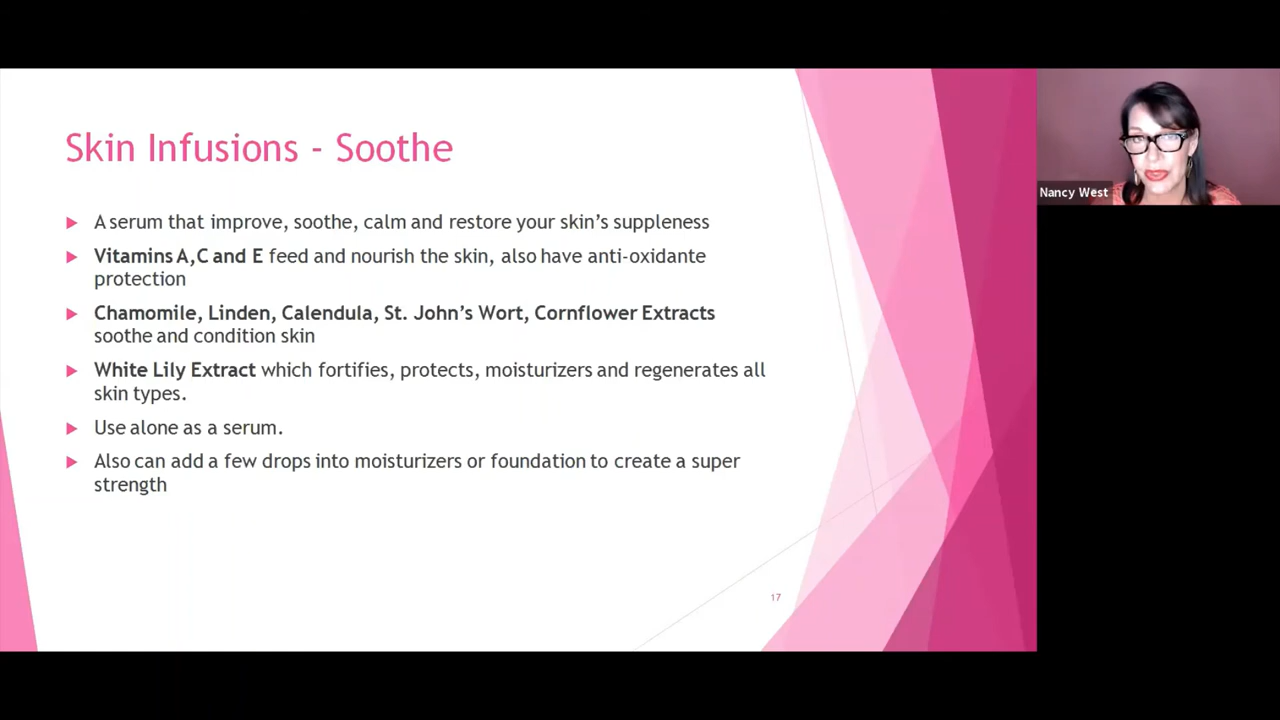 Skin Infusions - Soothe
A serum that improve, soothe, calm and restore your skin's suppleness
Vitamins A,C and E feed and nourish the skin, also have anti-oxidante
protection
Chamomile, Linden, Calendula, St. John's Wort, Cornflower Extracts
soothe and condition skin
White Lily Extract which fortifies, protects, moisturizers and regenerates all
skin types.
Use alone as a serum.
Also can add a few drops into moisturizers or foundation to create a super
strength
17
Nancy West